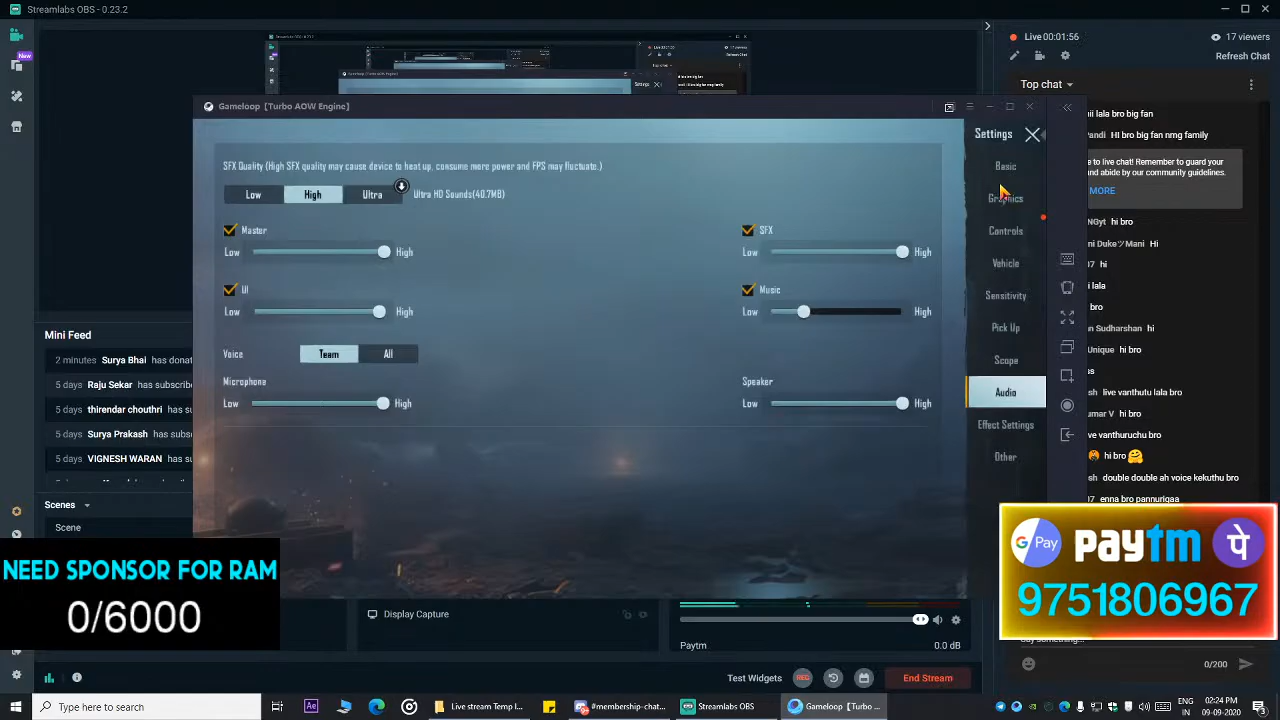 Streamlabs OBS - 0.23.2
Live 00:01:56
17 viewers
Refresh Chat
New
Top chat
Gameloop【Turbo AOW Engine】
Settings
SFX Quality (High SFX quality may cause device to heat up, consume more power and FPS may fluctuate.)
Low
High
Ultra
Ultra HD Sounds(40.7MB)
Master
Low
High
SFX
Low
High
UI
Low
High
Music
Low
High
Voice
Team
All
Microphone
Low
High
Speaker
Low
High
Basic
Graphics
Controls
Vehicle
Sensitivity
Pick Up
Scope
Audio
Effect Settings
Other
lala bro big fan
Hi bro big fan nmg family
to live chat! Remember to guard your
and abide by our community guidelines.
MORE
hi bro
Mani Hi
hi
bro
Sudharshan hi
hi bro
live vanthutu lala bro
hi bro
vanthuruchu bro
hi bro 🤗
double double ah voice kekuthu bro
enna bro pannurigaa
Mini Feed
2 minutes Surya Bhai has donat
5 days Raju Sekar has subscribe
5 days thirendar chouthri has su
5 days Surya Prakash has subsc
5 days VIGNESH WARAN has
Scenes
Scene
NEED SPONSOR FOR RAM
0/6000
Display Capture
Paytm
0.0 dB
G Pay
paytm
पे
9751806967
0/200
Test Widgets
REC
End Stream
Type here to search
Ae
Live stream Temp l...
#membership-chat...
Streamlabs OBS
Gameloop【Turbo ...
ENG
IN
02:24 PM
09-09-2020